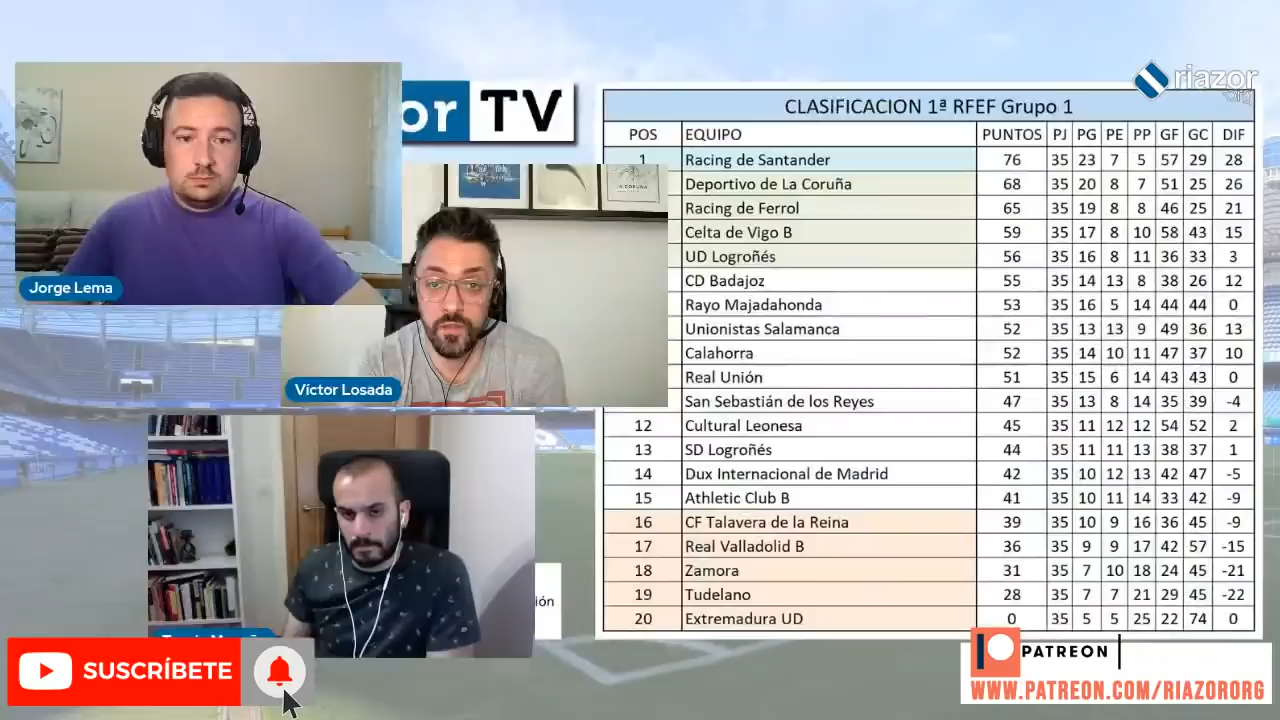 Jorge Lema
or TV
A CORUÑA
Víctor Losada
ión
riazor
.org
CLASIFICACION 1ª RFEF Grupo 1
POS EQUIPO PUNTOS PJ PG PE PP GF GC DIF
1 Racing de Santander 76 35 23 7 5 57 29 28
Deportivo de La Coruña 68 35 20 8 8 51 25 26
Racing de Ferrol 65 35 19 8 8 46 25 21
Celta de Vigo B 59 35 17 8 10 58 43 15
UD Logroñés 56 35 16 8 11 36 33 3
CD Badajoz 55 35 14 13 8 38 26 12
Rayo Majadahonda 53 35 16 5 14 44 44 0
Unionistas Salamanca 52 35 13 13 9 49 36 13
Calahorra 52 35 14 10 11 47 37 10
Real Unión 51 35 15 6 14 43 43 0
San Sebastián de los Reyes 47 35 13 8 14 35 39 -4
12 Cultural Leonesa 45 35 11 12 12 54 52 2
13 SD Logroñés 44 35 11 11 13 38 37 1
14 Dux Internacional de Madrid 42 35 10 12 13 42 47 -5
15 Athletic Club B 41 35 10 11 14 33 42 -9
16 CF Talavera de la Reina 39 35 10 9 16 36 45 -9
17 Real Valladolid B 36 35 9 9 17 42 57 -15
18 Zamora 31 35 7 10 18 24 45 -21
19 Tudelano 28 35 7 7 21 29 45 -22
20 Extremadura UD 0 35 5 5 25 22 74 0
SUSCRÍBETE
PATREON
WWW.PATREON.COM/RIAZORORG